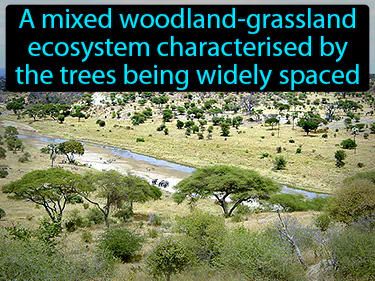 A mixed woodland-grassland
ecosystem characterised by
the trees being widely spaced